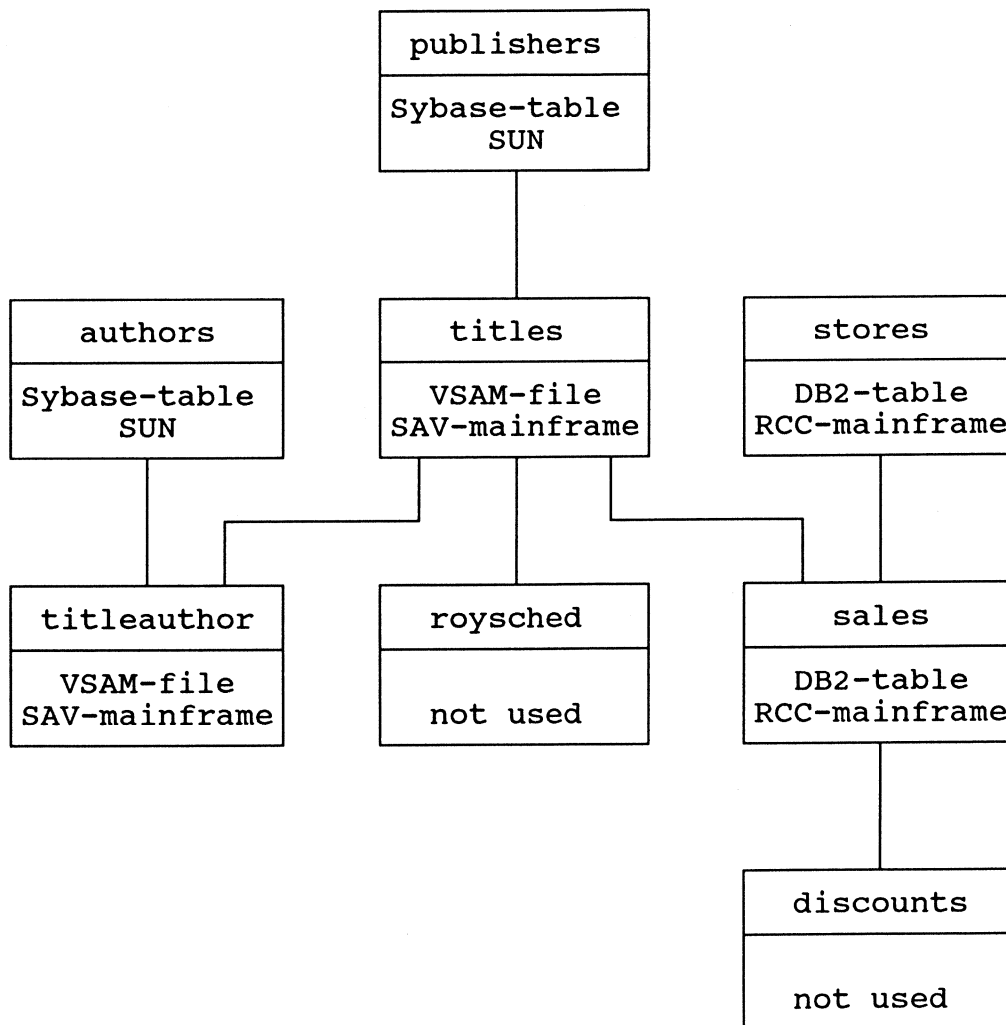 publishers
Sybase-table
SUN
authors
Sybase-table
SUN
titles
VSAM-file
SAV-mainframe
stores
DB2-table
RCC-mainframe
titleauthor
VSAM-file
SAV-mainframe
roysched
not used
sales
DB2-table
RCC-mainframe
discounts
not used